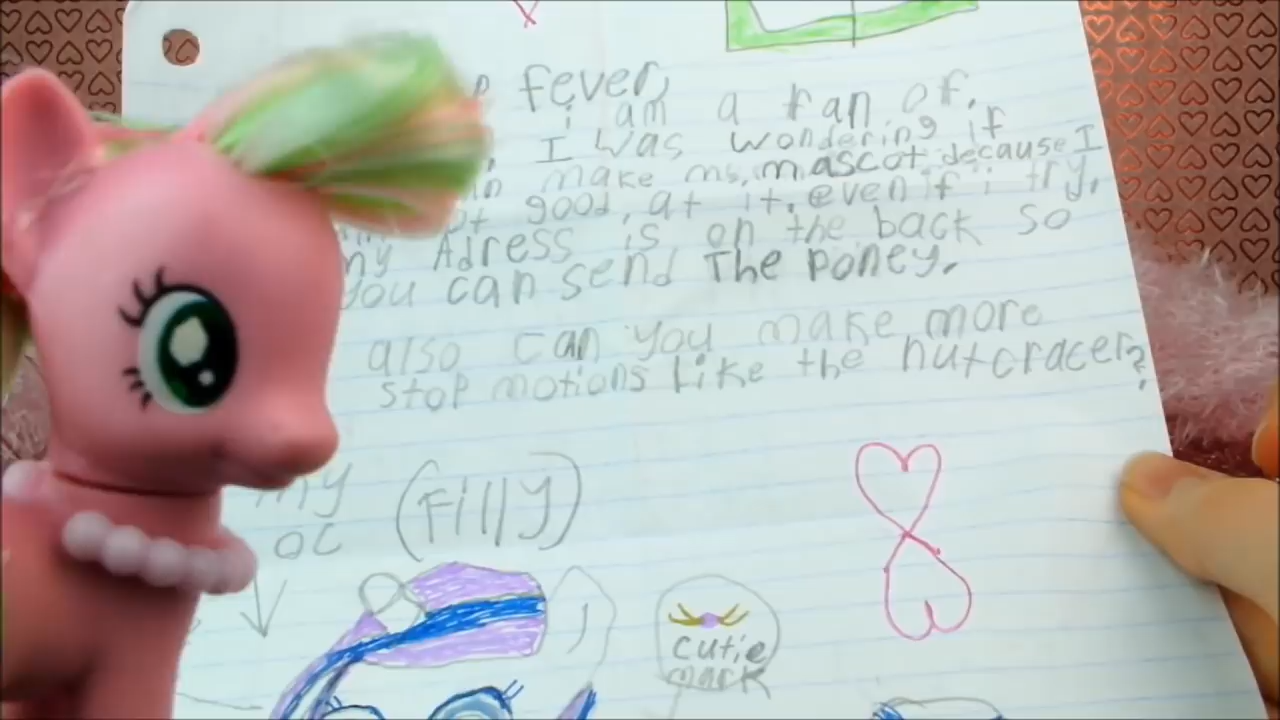 fever,
i am a fan of.
I was wondering if
make ms, mascot because I
good, at it, even if i try.
my Adress is on the back so
you can send The poney.
also can you make more
stop motions like the nutcracer?
my (Filly)
oc
cutie
mark